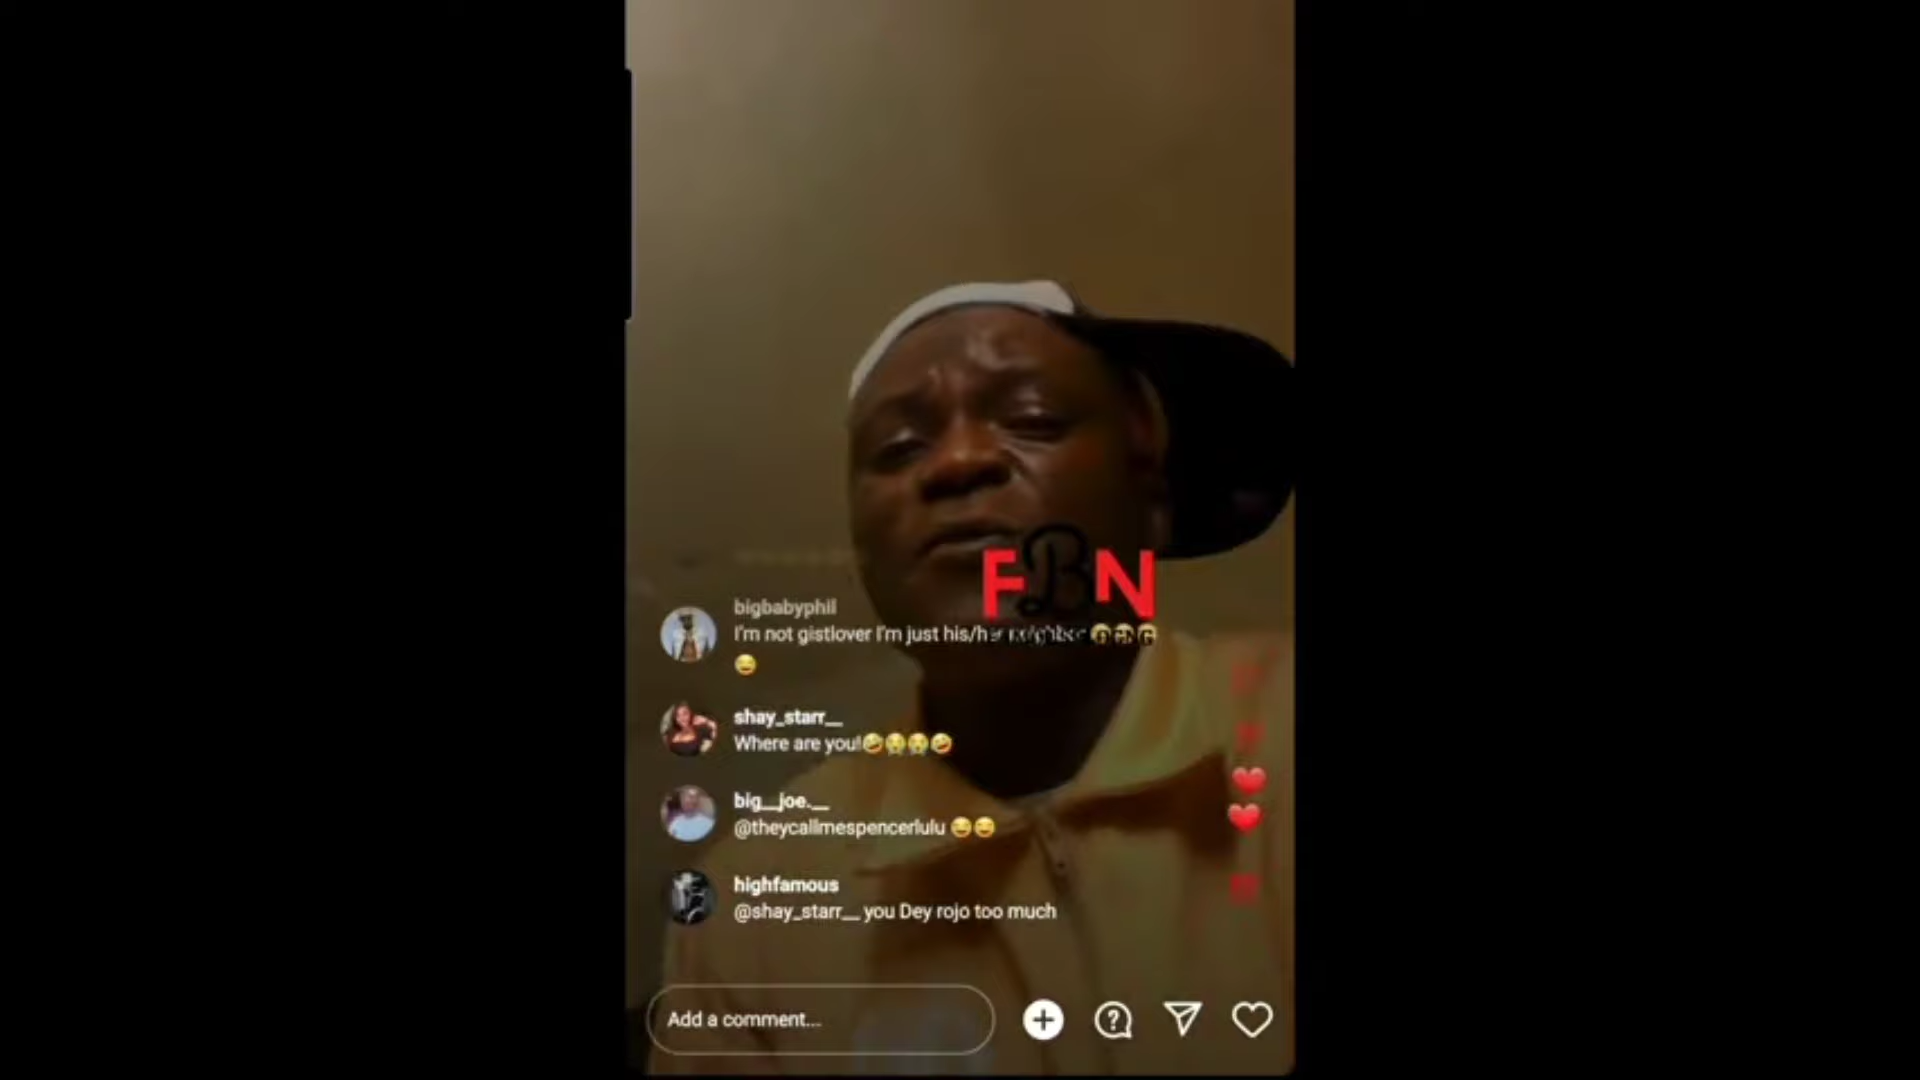 bigbabyphil
I'm not gistlover I'm just his/her
FBN
shay_starr__
Where are you!🤣😭😭🤣
big__joe.__
@theycallmespencerlulu 😂😂
highfamous
@shay_starr__ you Dey rojo too much
Add a comment...